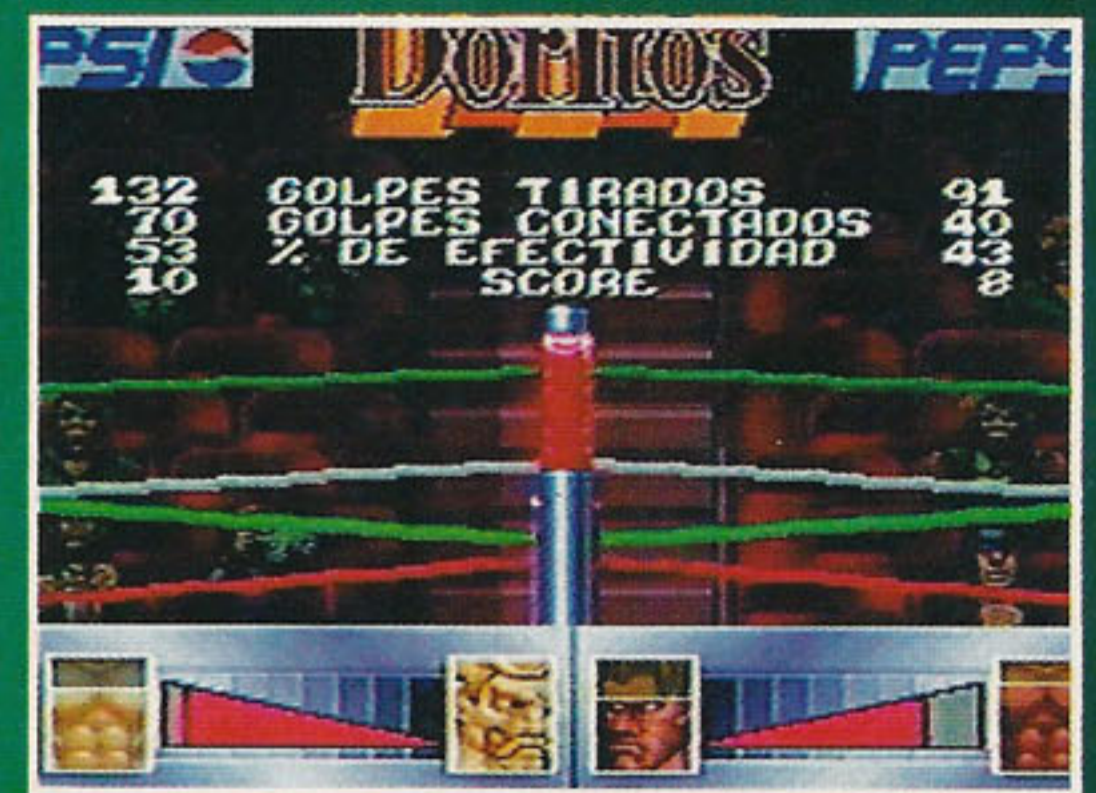 PSI DORITOS PEPS
132 GOLPES TIRADOS 91
70 GOLPES CONECTADOS 40
53 % DE EFECTIVIDAD 43
10 SCORE 8